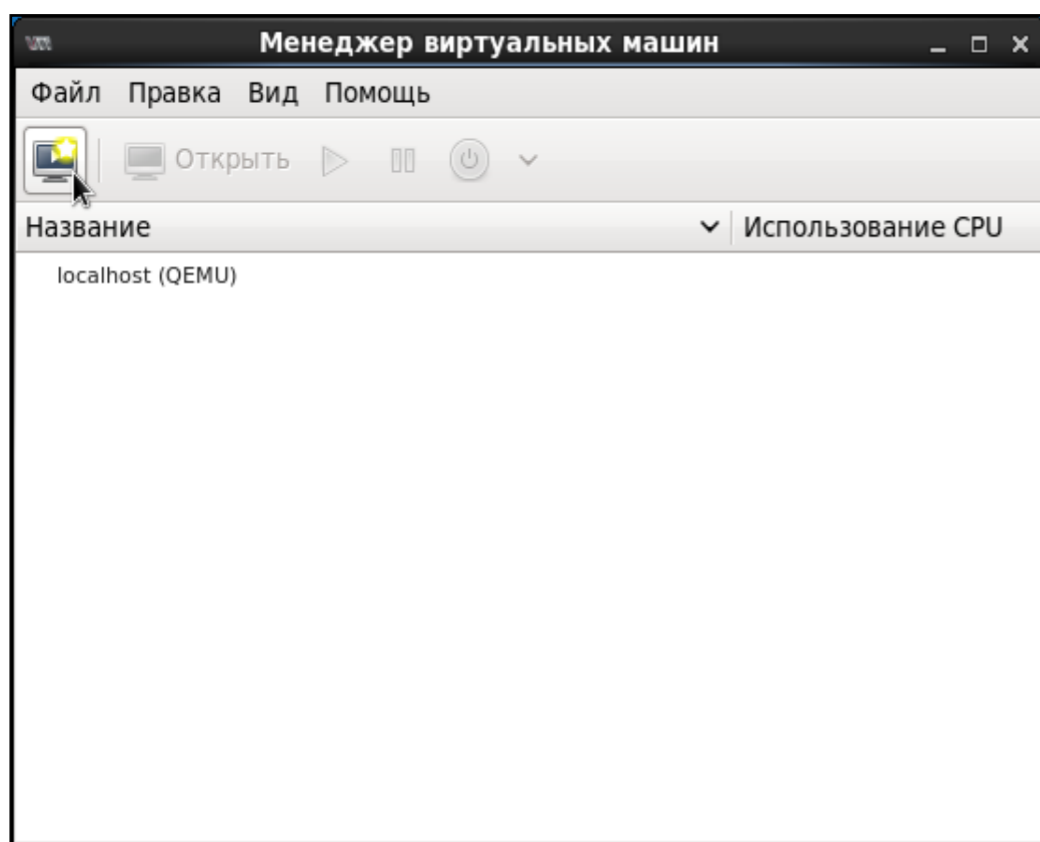 Менеджер виртуальных машин
Файл Правка Вид Помощь
Открыть
Название Использование CPU
localhost (QEMU)